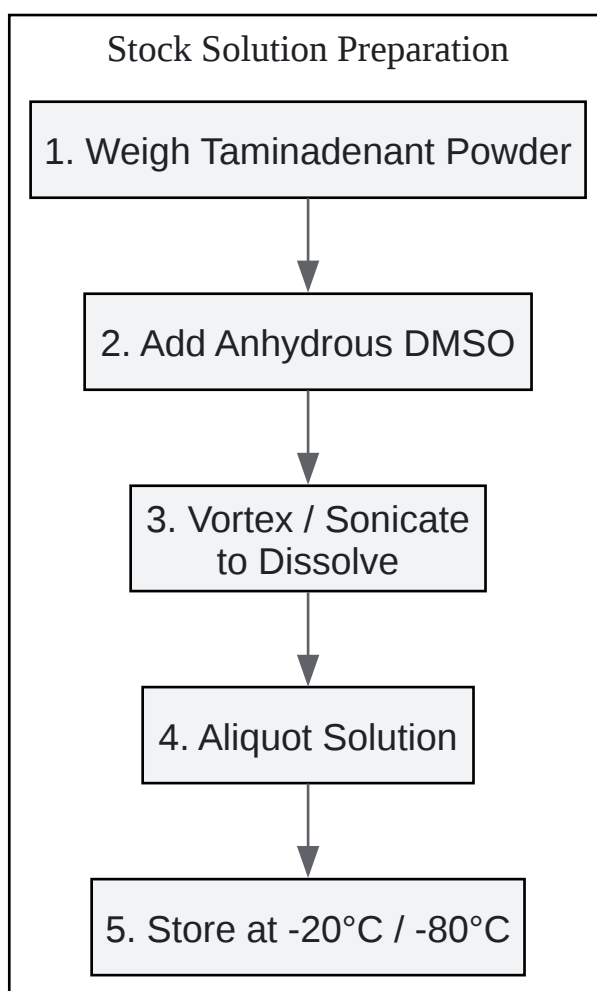 Stock Solution Preparation
1. Weigh Taminadenant Powder
2. Add Anhydrous DMSO
3. Vortex / Sonicate
to Dissolve
4. Aliquot Solution
5. Store at -20°C / -80°C